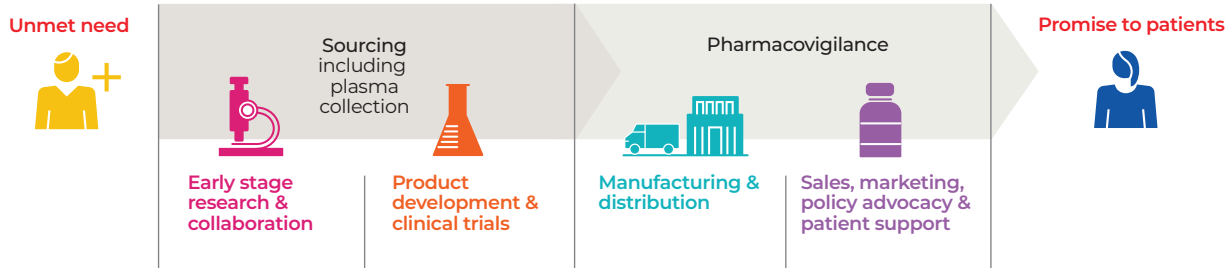 Unmet need
Sourcing
including
plasma
collection
Pharmacovigilance
Promise to patients
Early stage
research &
collaboration
Product
development &
clinical trials
Manufacturing &
distribution
Sales, marketing,
policy advocacy &
patient support